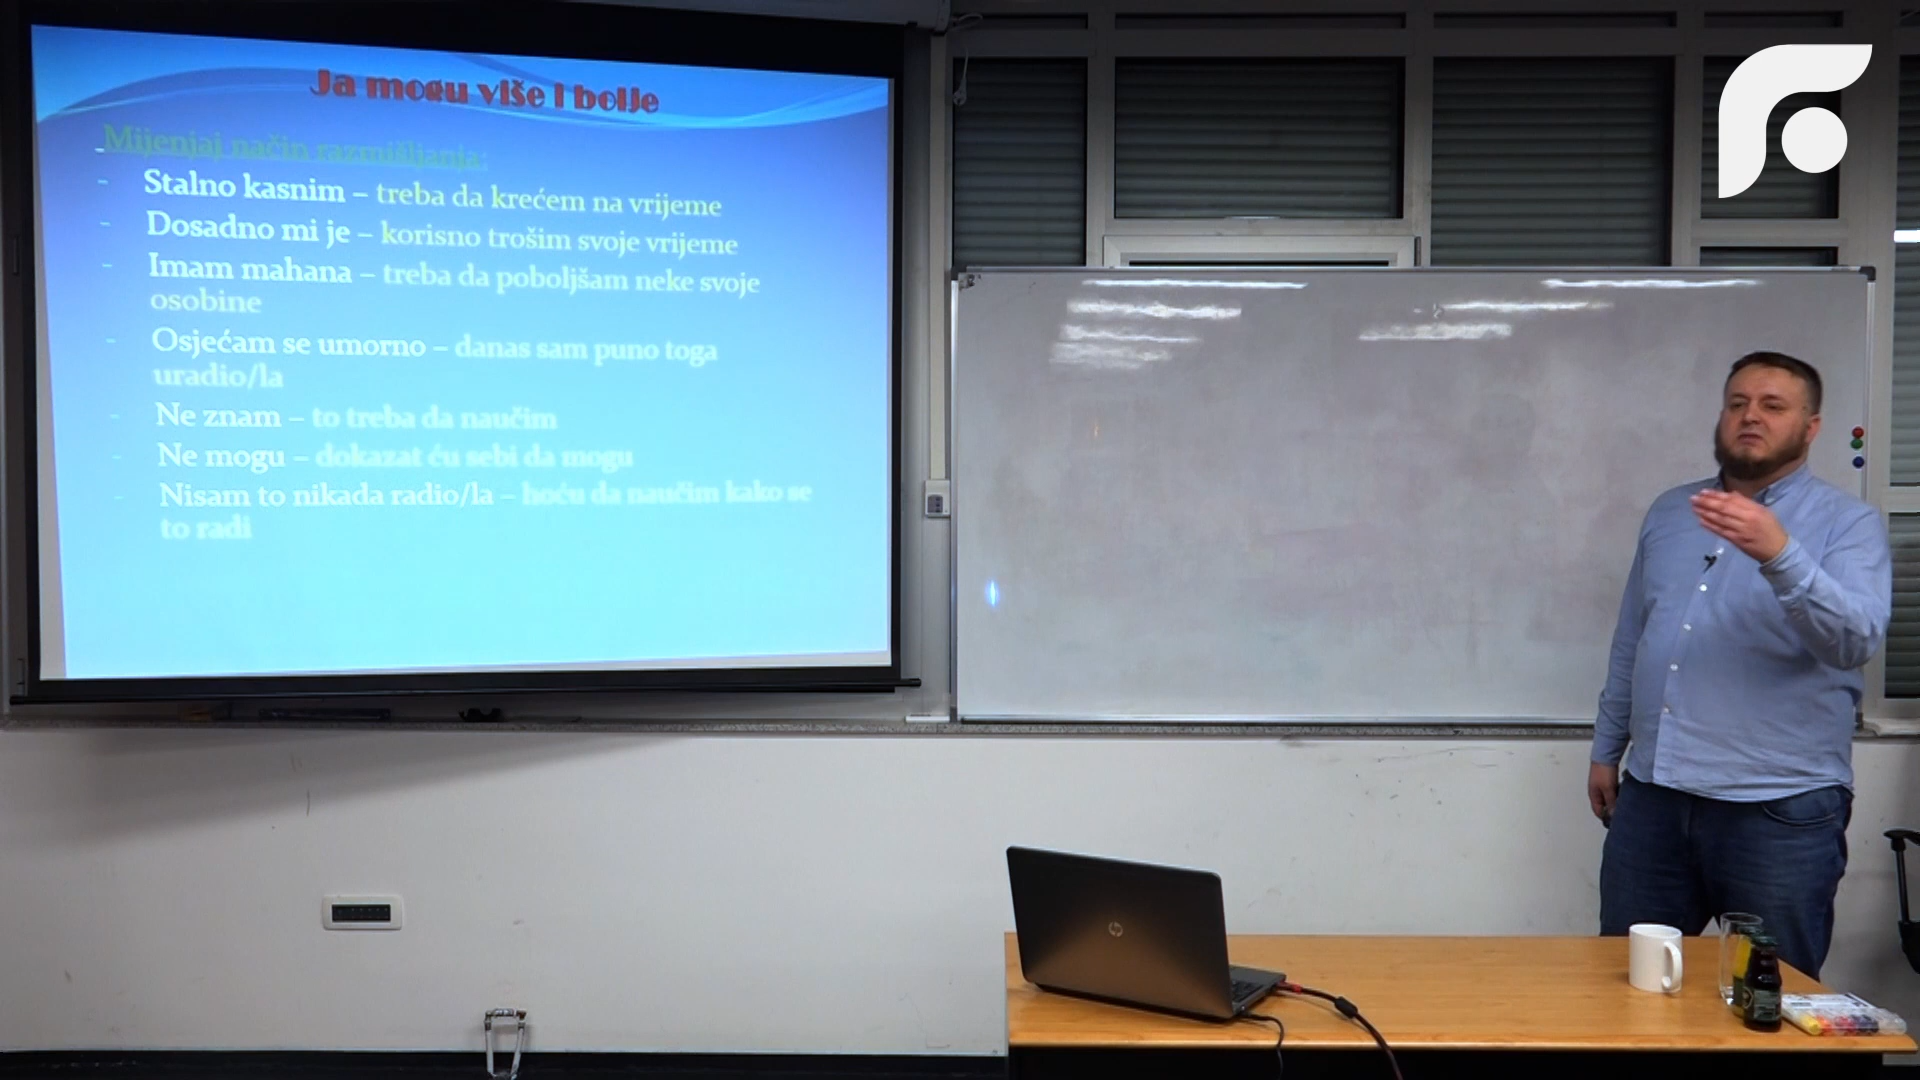 Ja mogu više i bolje
- Mijenjaj način razmišljanja:
- Stalno kasnim – treba da krećem na vrijeme
- Dosadno mi je – korisno trošim svoje vrijeme
- Imam mahana – treba da poboljšam neke svoje
osobine
- Osjećam se umorno – danas sam puno toga
uradio/la
- Ne znam – to treba da naučim
- Ne mogu – dokazat ću sebi da mogu
- Nisam to nikada radio/la – hoću da naučim kako se
to radi
hp